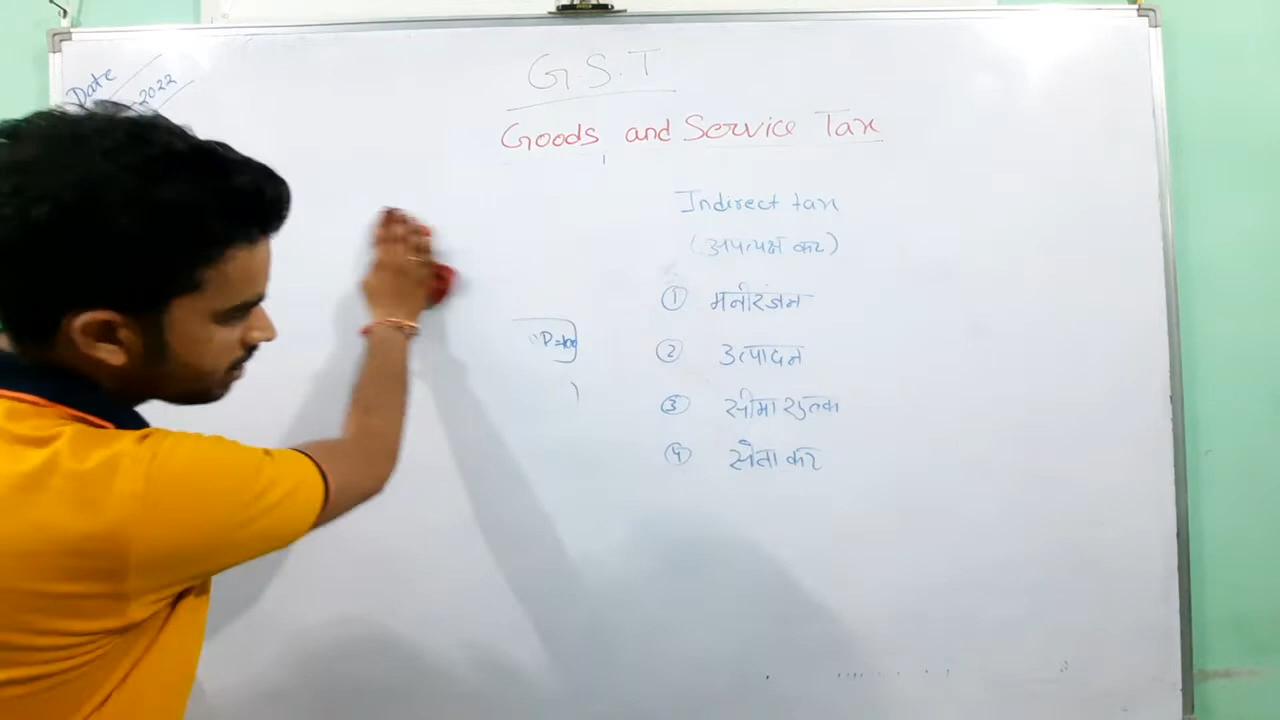 Date
2022
G.S.T
Goods and Service Tax
Indirect tax
(अप्रत्यक्ष कर)
① मनोरंजन
② उत्पादन
③ सीमा शुल्क
④ सेवा कर